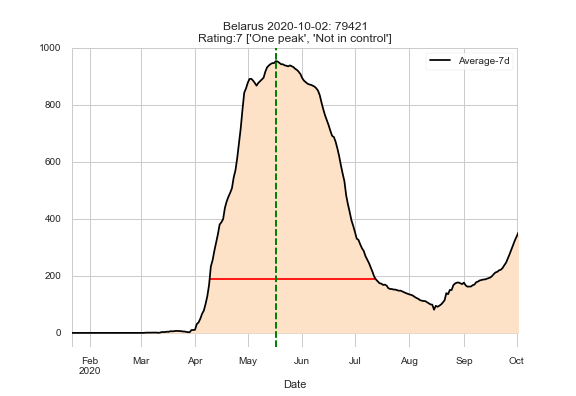 Belarus 2020-10-02: 79421
Rating:7 ['One peak', 'Not in control']
Average-7d
1000
800
600
400
200
0
Feb
2020
Mar
Apr
May
Jun
Jul
Aug
Sep
Oct
Date